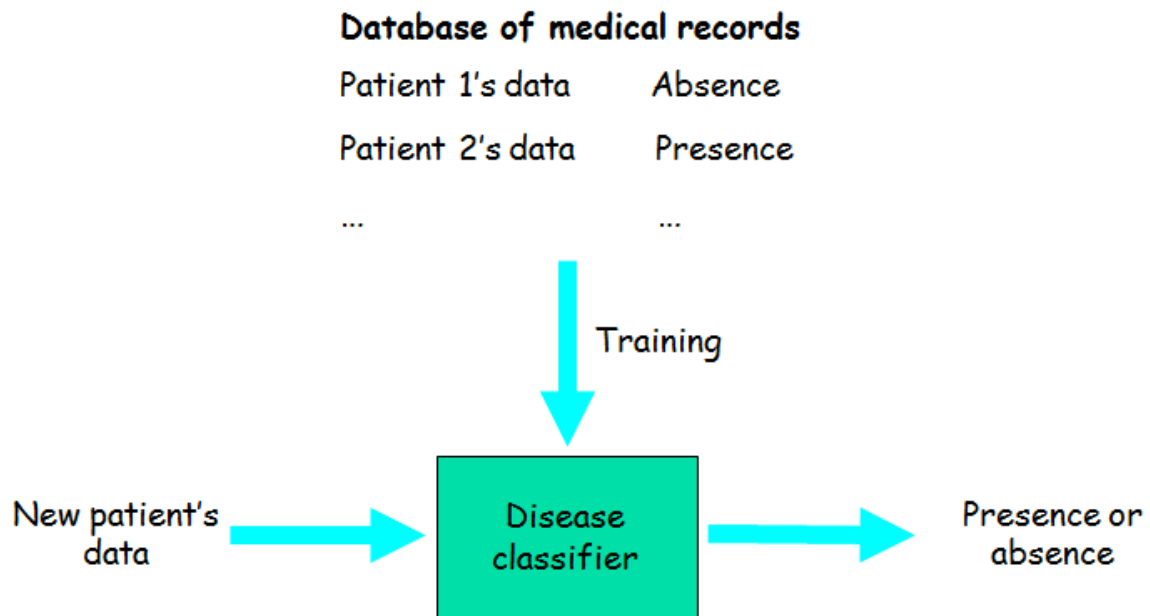 Database of medical records
Patient 1's data Absence
Patient 2's data Presence
... ...
Training
New patient's
data
Disease
classifier
Presence or
absence